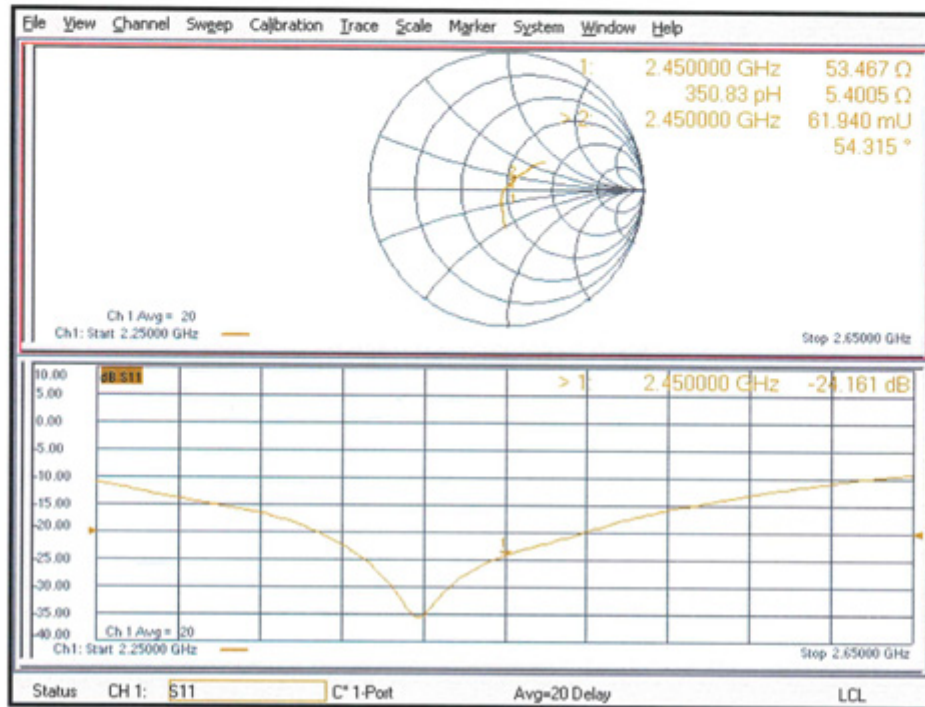 File View Channel Sweep Calibration Trace Scale Marker System Window Help
1: 2.450000 GHz 53.467 Ω
350.83 pH 5.4005 Ω
> 2: 2.450000 GHz 61.940 mU
54.315 °
Ch 1 Avg = 20
Ch1: Start 2.25000 GHz Stop 2.65000 GHz
10.00 dB S11 > 1: 2.450000 GHz -24.161 dB
5.00
0.00
-5.00
-10.00
-15.00
-20.00
-25.00
-30.00
-35.00
-40.00 Ch 1 Avg = 20
Ch1: Start 2.25000 GHz Stop 2.65000 GHz
Status CH 1: S11 C* 1-Port Avg=20 Delay LCL